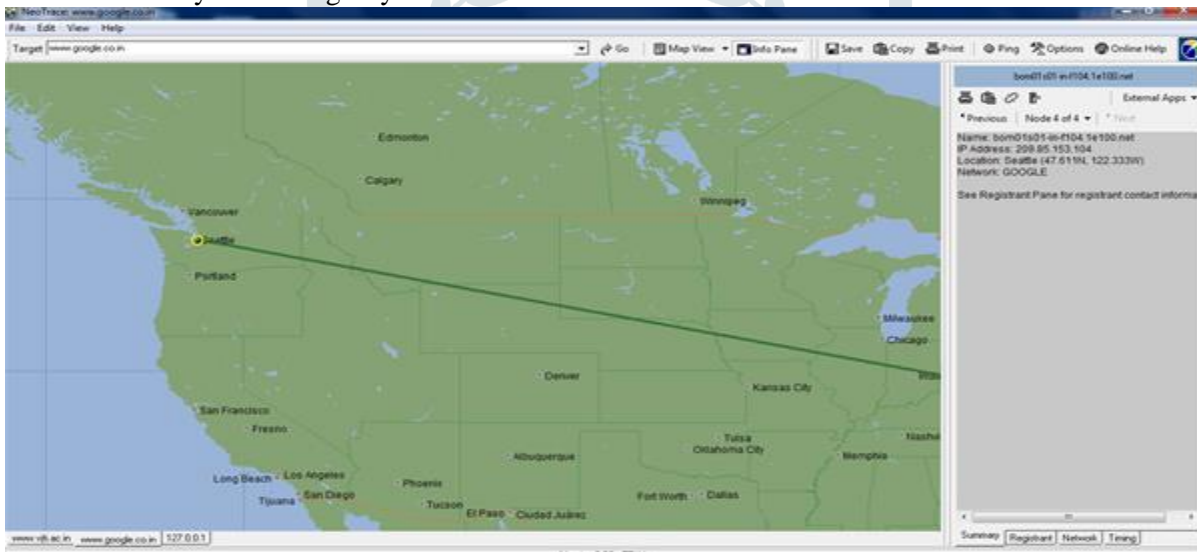 NeoTrace: www.google.co.in
File Edit View Help
Target www.google.co.in Go Map View Info Pane Save Copy Print Ping Options Online Help
bom01s01-in-f104.1e100.net
External Apps
Previous Node 4 of 4 Next
Name: bom01s01-in-f104.1e100.net
IP Address: 209.85.153.104
Location: Seattle (47.611N, 122.333W)
Network: GOOGLE
See Registrant Pane for registrant contact informa
Edmonton
Calgary
Winnipeg
Vancouver
Seattle
Portland
Milwaukee
Chicago
Denver
Kansas City
San Francisco
Fresno
Tulsa
Nashv
Oklahoma City
Albuquerque
Memphis
Long Beach Los Angeles
Phoenix
Tijuana San Diego
Tucson
Fort Worth Dallas
El Paso Ciudad Juárez
www.google.co.in 127.0.0.1
Summary Registrant Network Timing